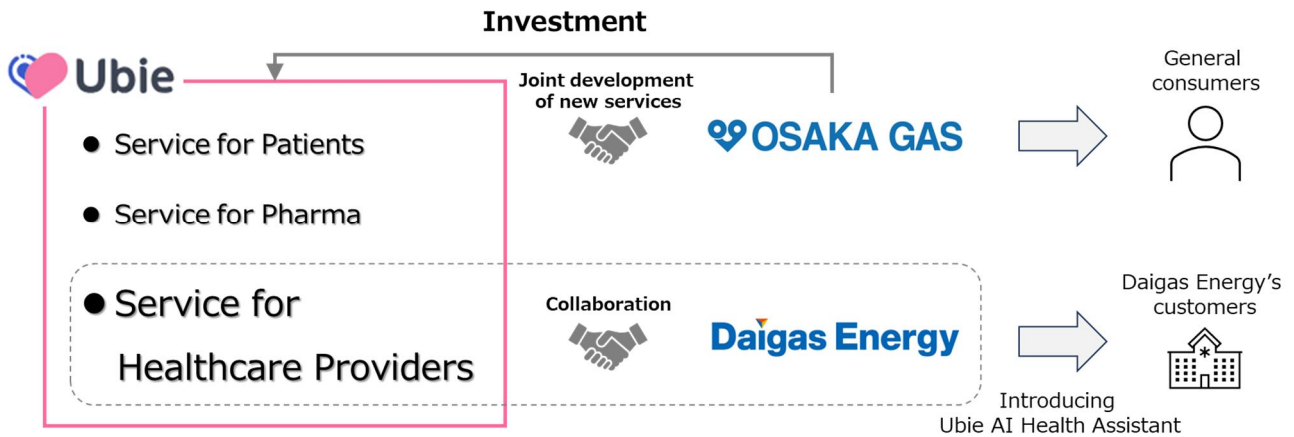 Investment
Ubie
Joint development
of new services
OSAKA GAS
General
consumers
● Service for Patients
● Service for Pharma
● Service for
Healthcare Providers
Collaboration
Daigas Energy
Daigas Energy’s
customers
Introducing
Ubie AI Health Assistant